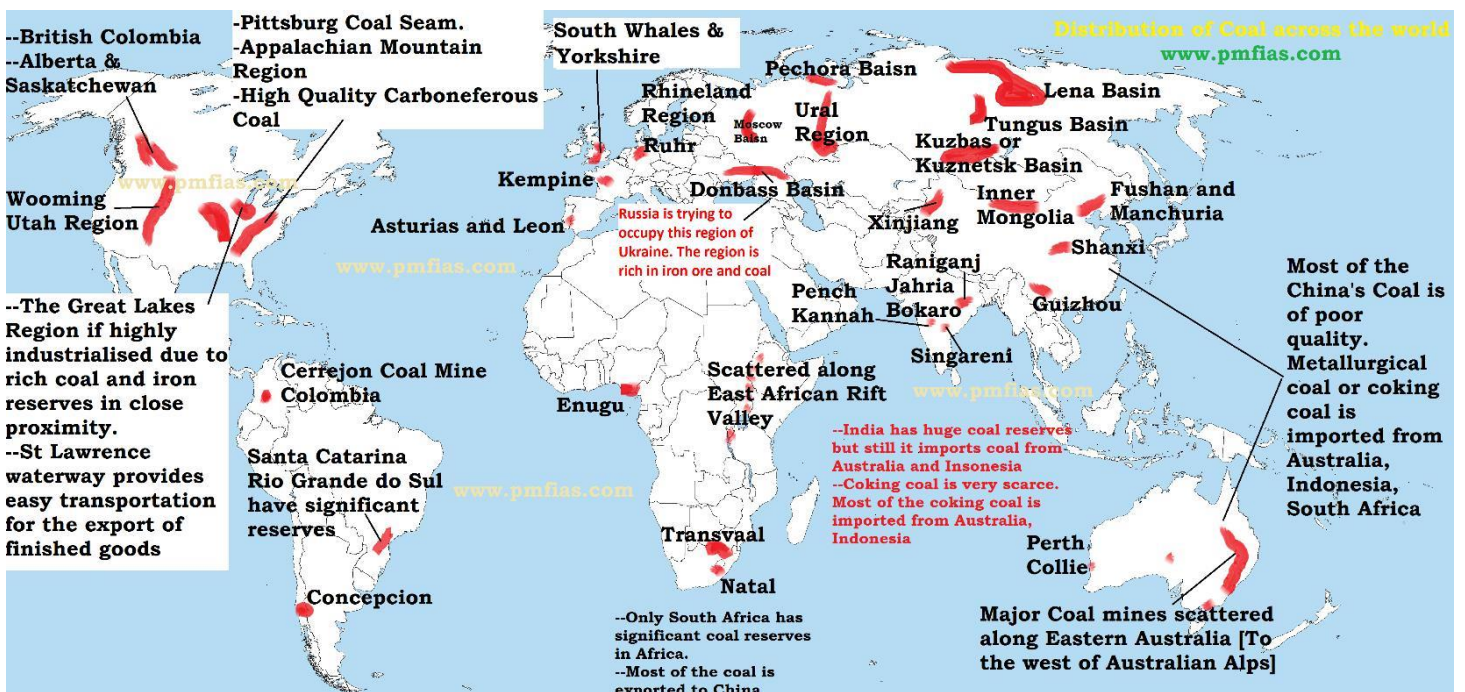 --British Colombia
--Alberta &
Saskatchewan
-Pittsburg Coal Seam.
-Appalachian Mountain
Region
-High Quality Carboneferous
Coal
South Whales &
Yorkshire
Distribution of Coal across the world
www.pmfias.com
Pechora Baisn
Lena Basin
Rhineland
Region
Moscow
Baisn
Ural
Region
Tungus Basin
Ruhr
Kuzbas or
Kuznetsk Basin
www.pmfias.com
Kempine
Donbass Basin
Wooming
Utah Region
Asturias and Leon
Russia is trying to
occupy this region of
Ukraine. The region is
rich in iron ore and coal
Xinjiang
Inner
Mongolia
Fushan and
Manchuria
Shanxi
www.pmfias.com
Raniganj
Jahria
Bokaro
Pench
Kannah
Guizhou
Singareni
Most of the
China's Coal is
of poor
quality.
Metallurgical
coal or coking
coal is
imported from
Australia,
Indonesia,
South Africa
--The Great Lakes
Region if highly
industrialised due to
rich coal and iron
reserves in close
proximity.
--St Lawrence
waterway provides
easy transportation
for the export of
finished goods
Cerrejon Coal Mine
Colombia
Enugu
Scattered along
East African Rift
Valley
www.pmfias.com
--India has huge coal reserves
but still it imports coal from
Australia and Insonesia
--Coking coal is very scarce.
Most of the coking coal is
imported from Australia,
Indonesia
Santa Catarina
Rio Grande do Sul
have significant
reserves
www.pmfias.com
Transvaal
Natal
Perth
Collie
Concepcion
--Only South Africa has
significant coal reserves
in Africa.
--Most of the coal is
exported to China
Major Coal mines scattered
along Eastern Australia [To
the west of Australian Alps]